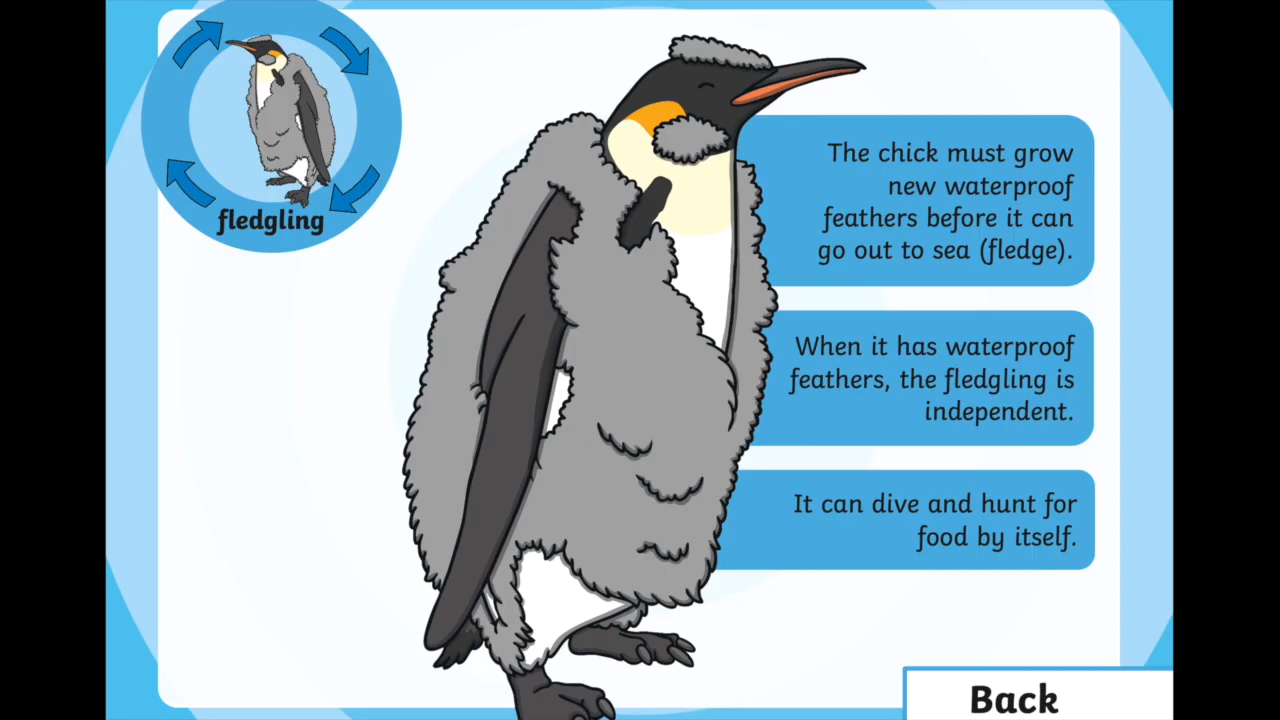 fledgling
The chick must grow
new waterproof
feathers before it can
go out to sea (fledge).
When it has waterproof
feathers, the fledgling is
independent.
It can dive and hunt for
food by itself.
Back